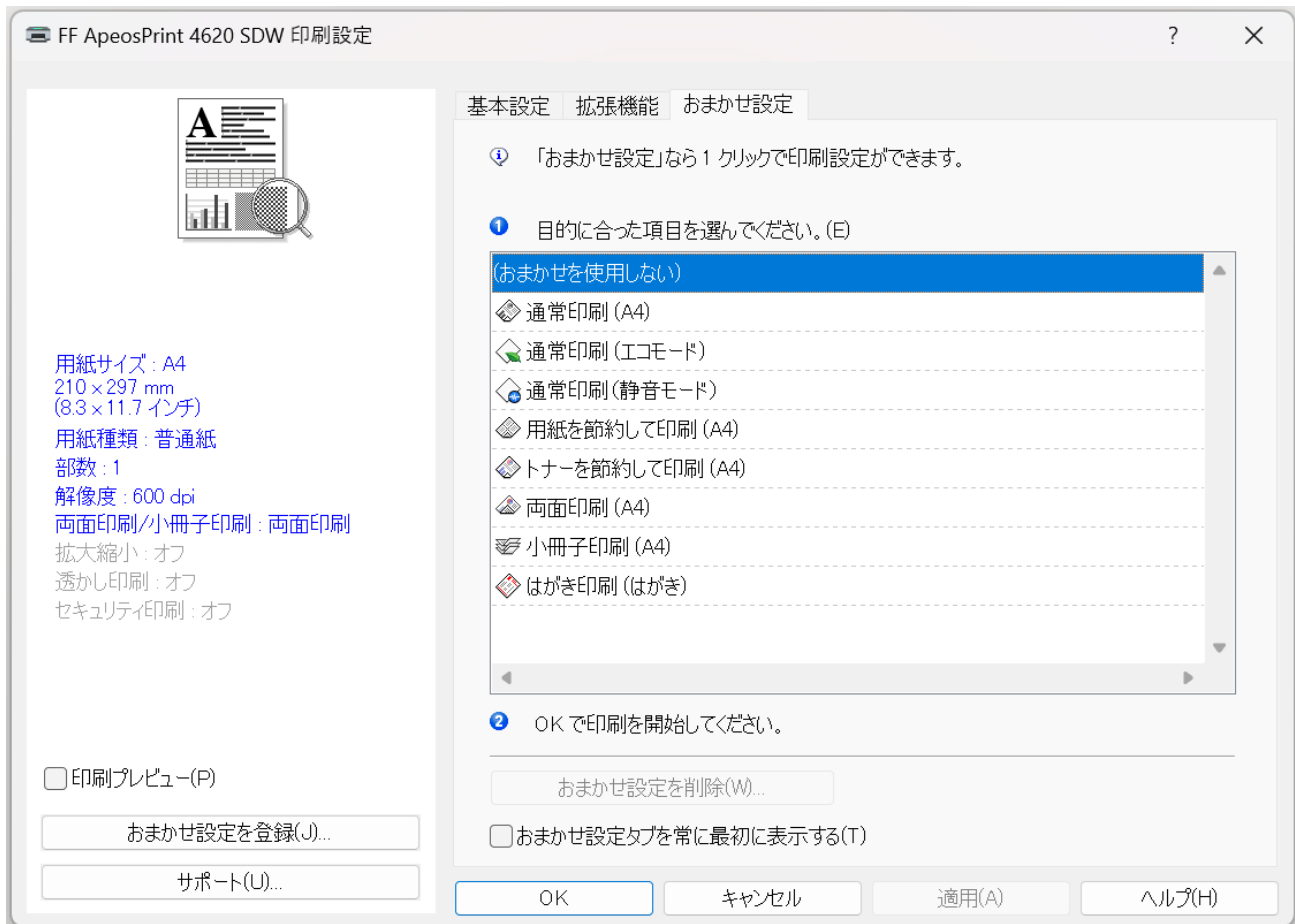 FF ApeosPrint 4620 SDW 印刷設定
?
A
用紙サイズ : A4
210 × 297 mm
(8.3 × 11.7 インチ)
用紙種類 : 普通紙
部数 : 1
解像度 : 600 dpi
両面印刷/小冊子印刷 : 両面印刷
拡大縮小 : オフ
透かし印刷 : オフ
セキュリティ印刷 : オフ
印刷プレビュー(P)
おまかせ設定を登録(J)...
サポート(U)...
基本設定 拡張機能 おまかせ設定
「おまかせ設定」なら 1 クリックで印刷設定ができます。
1 目的に合った項目を選んでください。(E)
(おまかせを使用しない)
通常印刷 (A4)
通常印刷 (エコモード)
通常印刷 (静音モード)
用紙を節約して印刷 (A4)
トナーを節約して印刷 (A4)
両面印刷 (A4)
小冊子印刷 (A4)
はがき印刷 (はがき)
2 OK で印刷を開始してください。
おまかせ設定を削除(W)...
おまかせ設定タブを常に最初に表示する(T)
OK キャンセル 適用(A) ヘルプ(H)